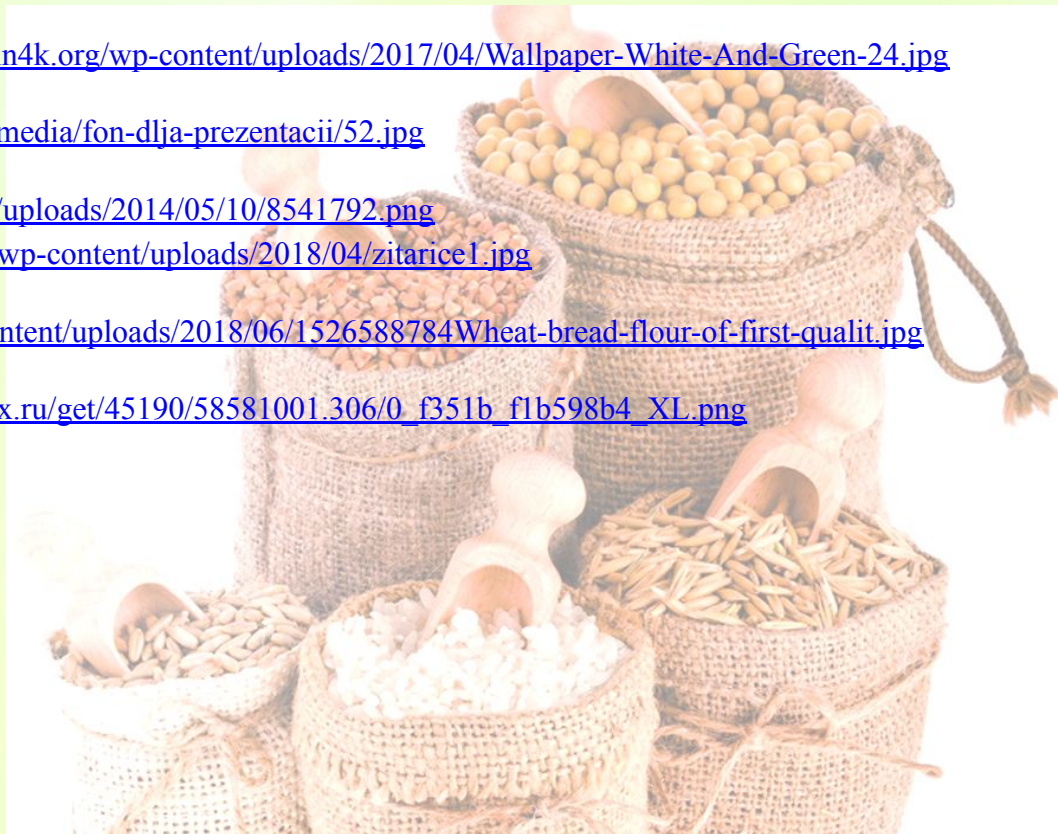 n4k.org/wp-content/uploads/2017/04/Wallpaper-White-And-Green-24.jpg
media/fon-dlja-prezentacii/52.jpg
/uploads/2014/05/10/8541792.png
wp-content/uploads/2018/04/zitarice1.jpg
ntent/uploads/2018/06/1526588784Wheat-bread-flour-of-first-qualit.jpg
x.ru/get/45190/58581001.306/0_f351b_f1b598b4_XL.png